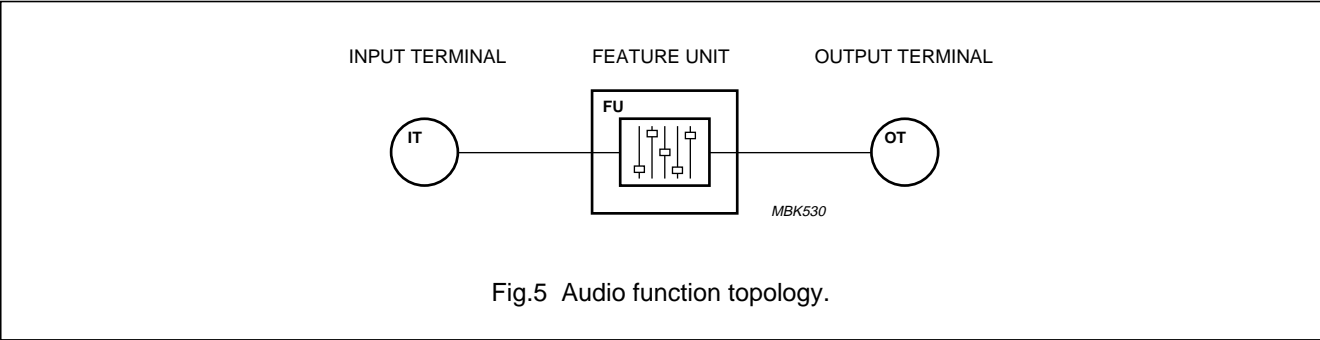 INPUT TERMINAL FEATURE UNIT OUTPUT TERMINAL
FU
IT
OT
MBK530
Fig.5 Audio function topology.